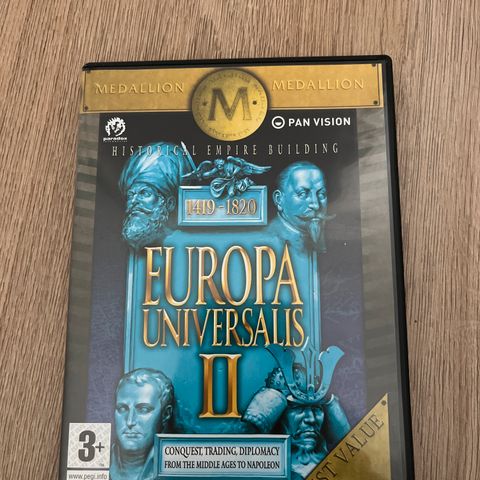 MEDALLION M MEDALLION
paradox PAN VISION
HISTORICAL EMPIRE BUILDING
1419-1820
EUROPA
UNIVERSALIS
II
CONQUEST, TRADING, DIPLOMACY
FROM THE MIDDLE AGES TO NAPOLEON
3+
www.pegi.info
VALUE